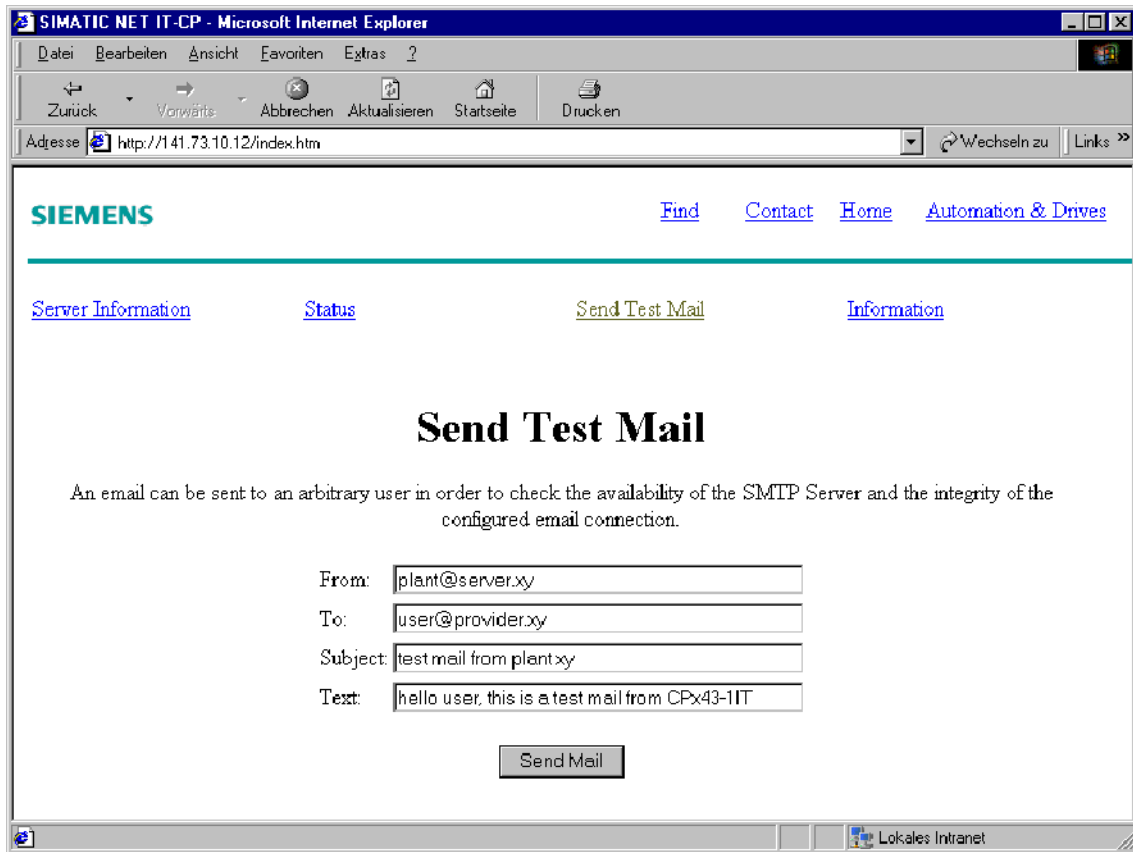 SIMATIC NET IT-CP - Microsoft Internet Explorer
Datei Bearbeiten Ansicht Favoriten Extras ?
Zurück Vorwärts Abbrechen Aktualisieren Startseite Drucken
Adresse http://141.73.10.12/index.htm Wechseln zu Links »
SIEMENS Find Contact Home Automation & Drives
Server Information Status Send Test Mail Information
Send Test Mail
An email can be sent to an arbitrary user in order to check the availability of the SMTP Server and the integrity of the
configured email connection.
From: plant@server.xy
To: user@provider.xy
Subject: test mail from plant xy
Text: hello user, this is a test mail from CPx43-1IT
Send Mail
Lokales Intranet